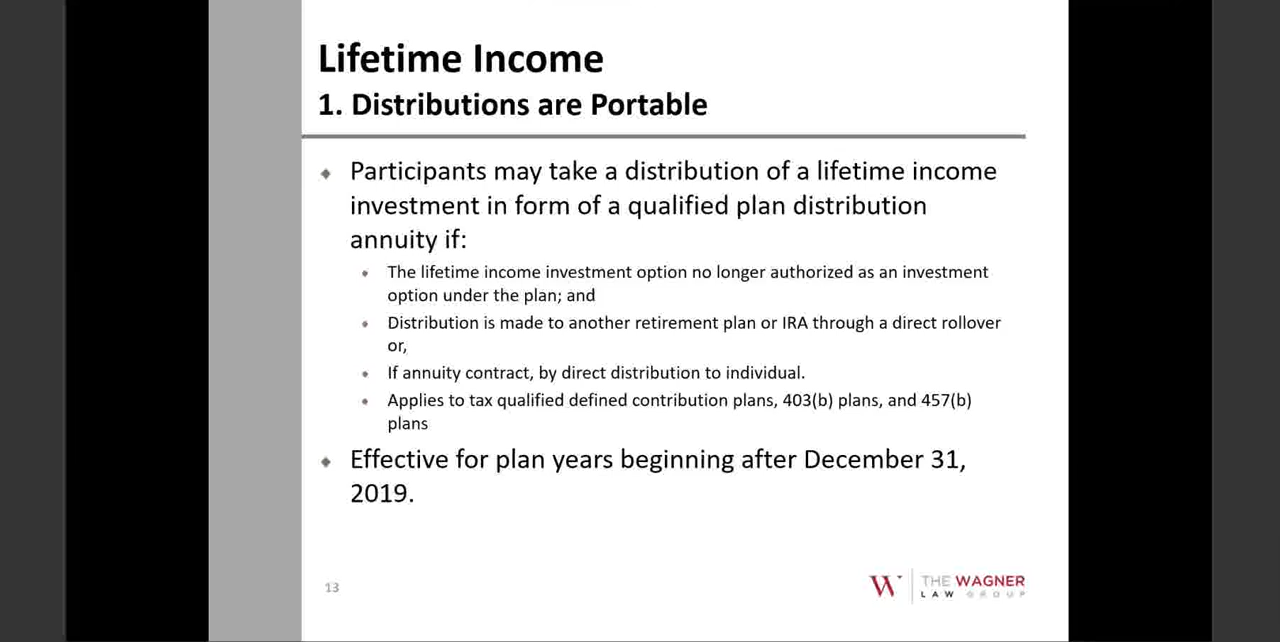 Lifetime Income
1. Distributions are Portable
Participants may take a distribution of a lifetime income
investment in form of a qualified plan distribution
annuity if:
The lifetime income investment option no longer authorized as an investment
option under the plan; and
Distribution is made to another retirement plan or IRA through a direct rollover
or,
If annuity contract, by direct distribution to individual.
Applies to tax qualified defined contribution plans, 403(b) plans, and 457(b)
plans
Effective for plan years beginning after December 31,
2019.
13
W
THE WAGNER
LAW GROUP